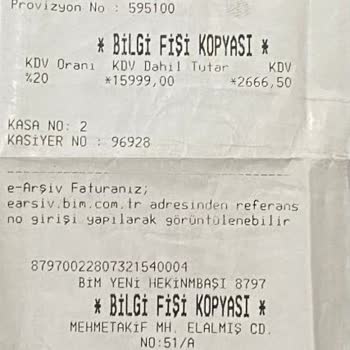 Provizyon No : 595100
* BİLGİ FİŞİ KOPYASI *
KDV Oranı KDV Dahil Tutar KDV
%20 *15999,00 *2666,50
KASA NO: 2
KASİYER NO : 96928
e-Arşiv Faturanız;
earsiv.bim.com.tr adresinden referans
no girişi yapılarak görüntülenebilir
87970022807321540004
BİM YENİ HEKİNMBAŞI 8797
* BİLGİ FİŞİ KOPYASI *
MEHMETAKİF MH. ELALMIŞ CD.
NO:51/A